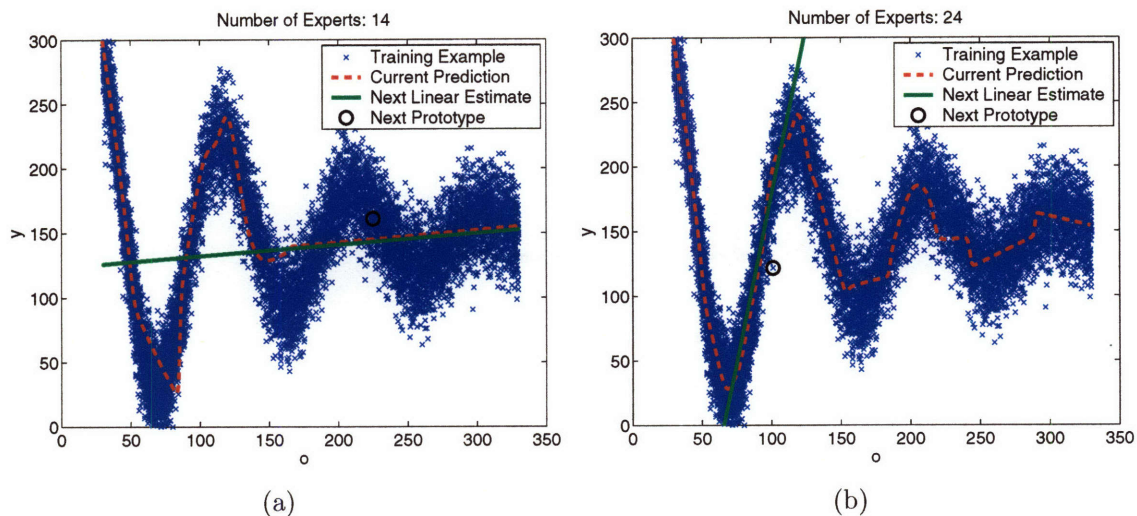 Number of Experts: 14
300
250
200
150
100
50
0
y
0
50
100
150
200
250
300
350
o
Training Example
Current Prediction
Next Linear Estimate
Next Prototype
(a)
Number of Experts: 24
300
250
200
150
100
50
0
y
0
50
100
150
200
250
300
350
o
Training Example
Current Prediction
Next Linear Estimate
Next Prototype
(b)